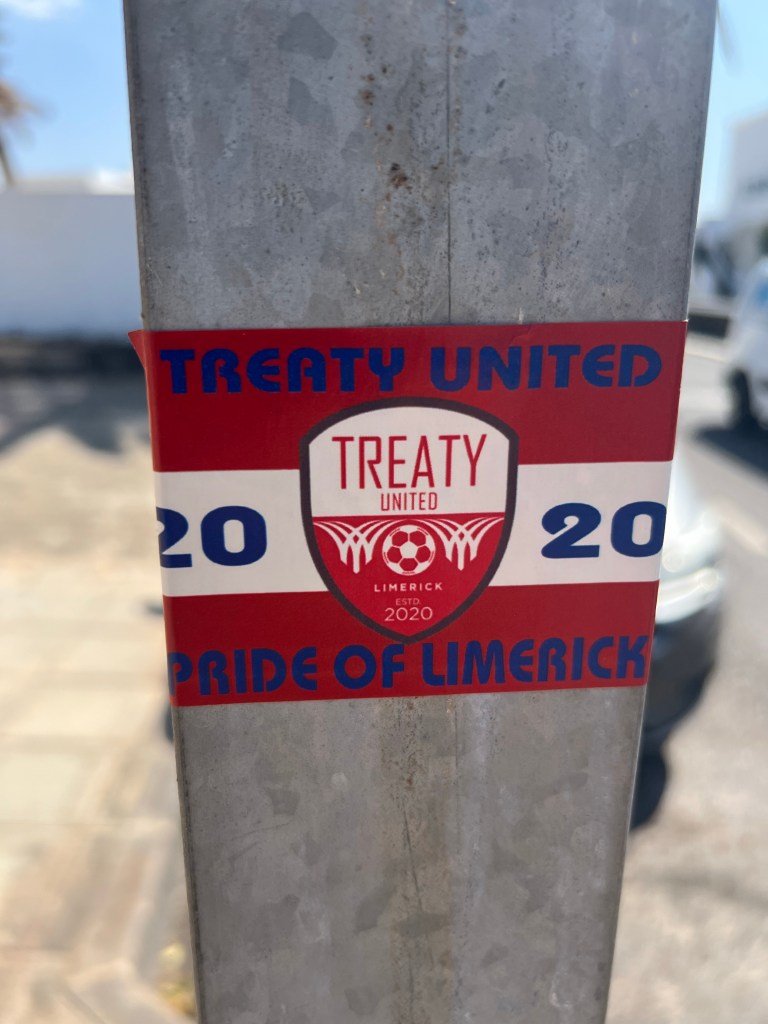 TREATY UNITED
TREATY
UNITED
20 20
LIMERICK
ESTD.
2020
PRIDE OF LIMERICK